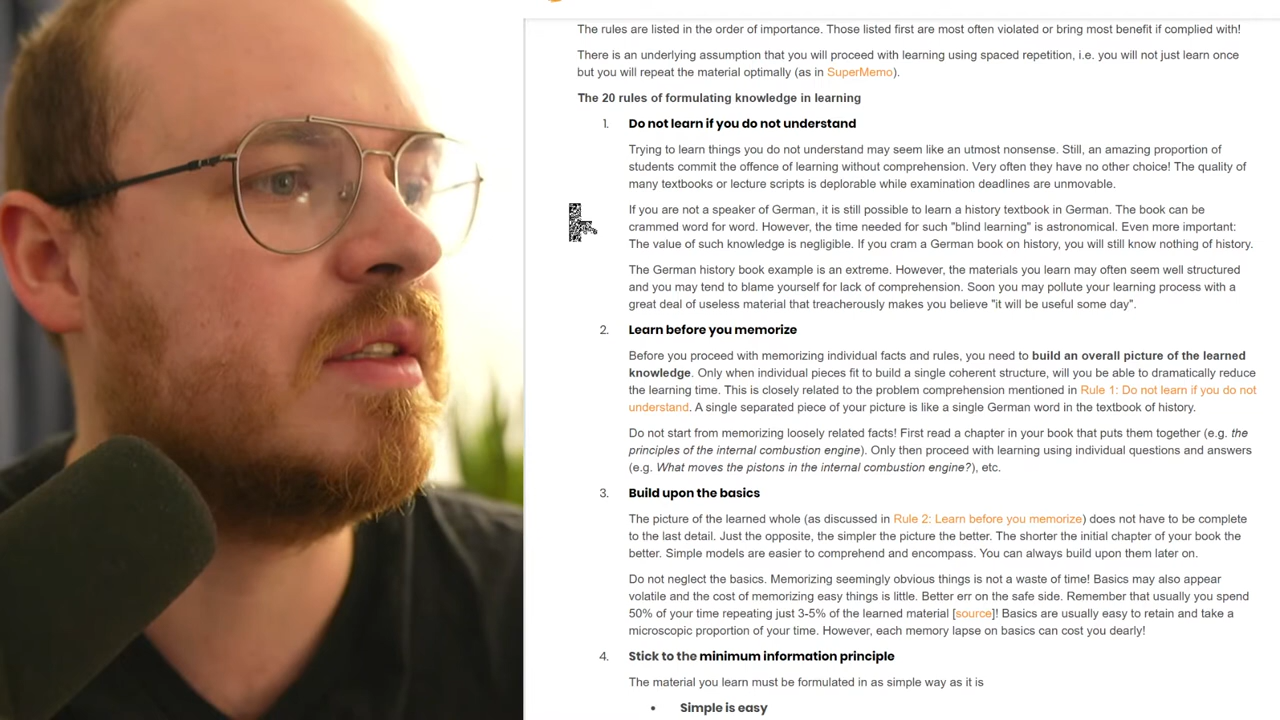 The rules are listed in the order of importance. Those listed first are most often violated or bring most benefit if complied with!
There is an underlying assumption that you will proceed with learning using spaced repetition, i.e. you will not just learn once
but you will repeat the material optimally (as in SuperMemo).
The 20 rules of formulating knowledge in learning
1. Do not learn if you do not understand
Trying to learn things you do not understand may seem like an utmost nonsense. Still, an amazing proportion of
students commit the offence of learning without comprehension. Very often they have no other choice! The quality of
many textbooks or lecture scripts is deplorable while examination deadlines are unmovable.
If you are not a speaker of German, it is still possible to learn a history textbook in German. The book can be
crammed word for word. However, the time needed for such "blind learning" is astronomical. Even more important:
The value of such knowledge is negligible. If you cram a German book on history, you will still know nothing of history.
The German history book example is an extreme. However, the materials you learn may often seem well structured
and you may tend to blame yourself for lack of comprehension. Soon you may pollute your learning process with a
great deal of useless material that treacherously makes you believe "it will be useful some day".
2. Learn before you memorize
Before you proceed with memorizing individual facts and rules, you need to build an overall picture of the learned
knowledge. Only when individual pieces fit to build a single coherent structure, will you be able to dramatically reduce
the learning time. This is closely related to the problem comprehension mentioned in Rule 1: Do not learn if you do not
understand. A single separated piece of your picture is like a single German word in the textbook of history.
Do not start from memorizing loosely related facts! First read a chapter in your book that puts them together (e.g. the
principles of the internal combustion engine). Only then proceed with learning using individual questions and answers
(e.g. What moves the pistons in the internal combustion engine?), etc.
3. Build upon the basics
The picture of the learned whole (as discussed in Rule 2: Learn before you memorize) does not have to be complete
to the last detail. Just the opposite, the simpler the picture the better. The shorter the initial chapter of your book the
better. Simple models are easier to comprehend and encompass. You can always build upon them later on.
Do not neglect the basics. Memorizing seemingly obvious things is not a waste of time! Basics may also appear
volatile and the cost of memorizing easy things is little. Better err on the safe side. Remember that usually you spend
50% of your time repeating just 3-5% of the learned material [source]! Basics are usually easy to retain and take a
microscopic proportion of your time. However, each memory lapse on basics can cost you dearly!
4. Stick to the minimum information principle
The material you learn must be formulated in as simple way as it is
• Simple is easy